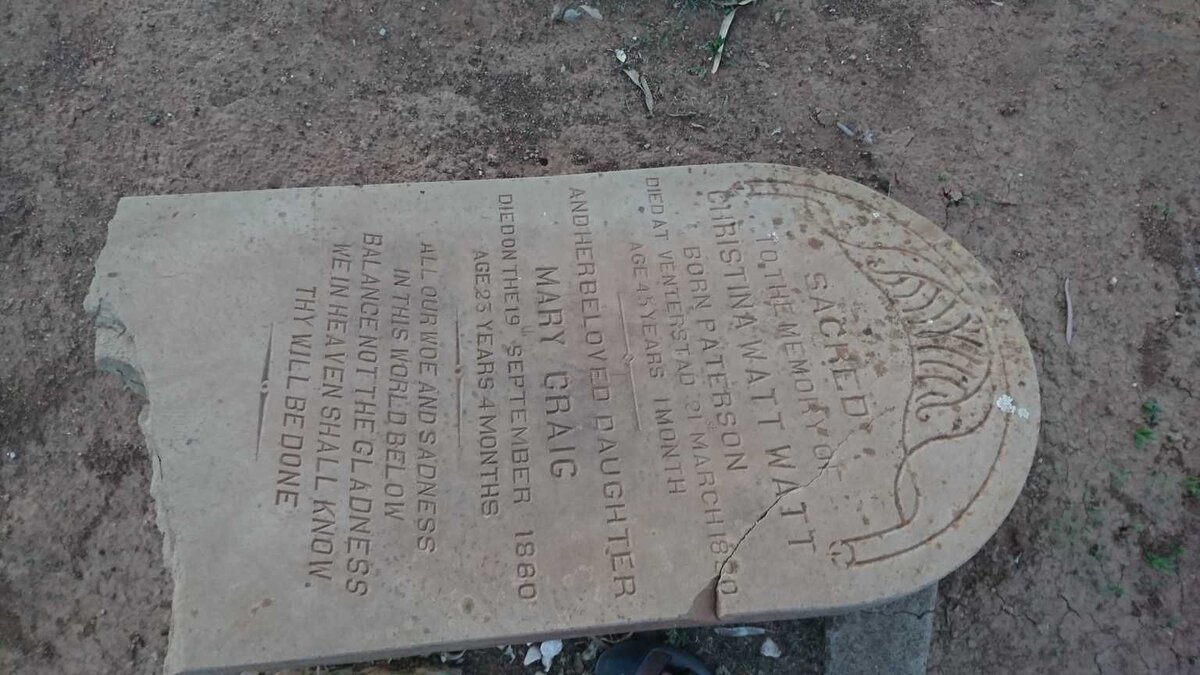 SACRED
TO THE MEMORY OF
CHRISTINA WATT WATT
BORN PATERSON
DIED AT VENTERSTAD 21 MARCH 1880
AGE 45 YEARS 1 MONTH
AND HER BELOVED DAUGHTER
MARY CRAIG
DIED ON THE 19 SEPTEMBER 1880
AGE 23 YEARS 4 MONTHS
ALL OUR WOE AND SADNESS
IN THIS WORLD BELOW
BALANCE NOT THE GLADNESS
WE IN HEAVEN SHALL KNOW.
THY WILL BE DONE